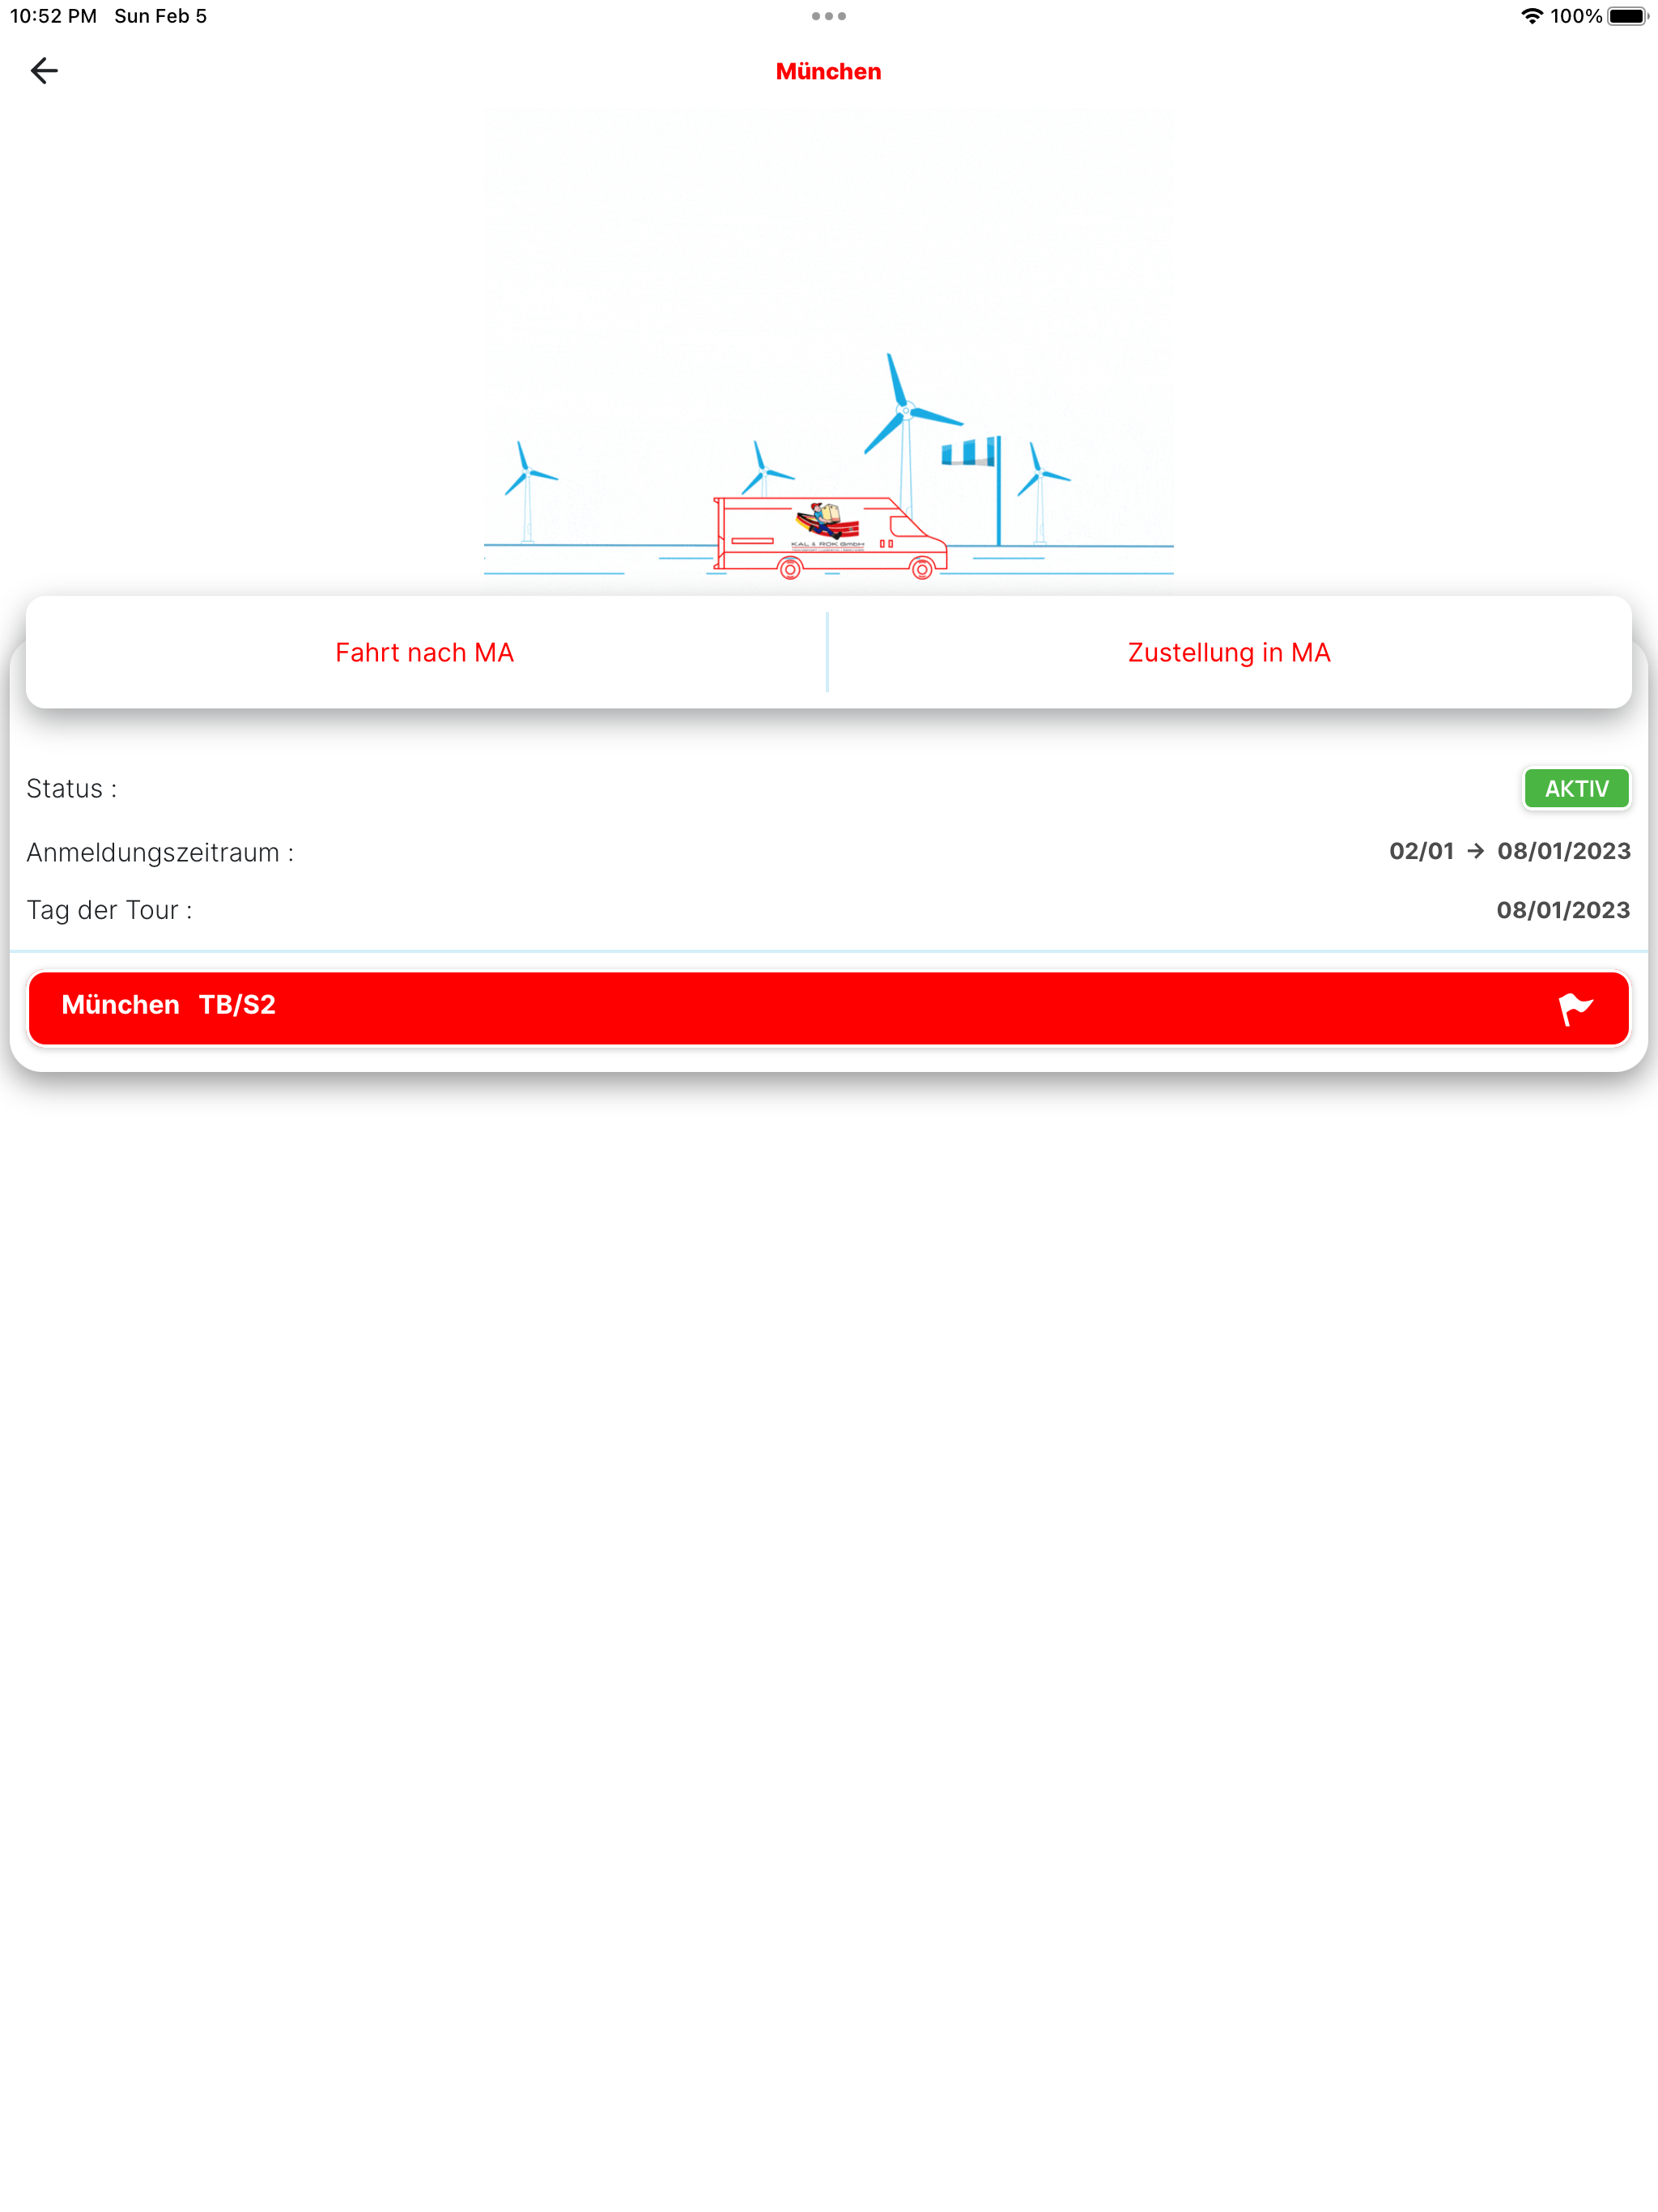 10:52 PM Sun Feb 5
100%
München
KAL & ROK GmbH
Fahrt nach MA
Zustellung in MA
Status :
AKTIV
Anmeldungszeitraum :
02/01 → 08/01/2023
Tag der Tour :
08/01/2023
München TB/S2